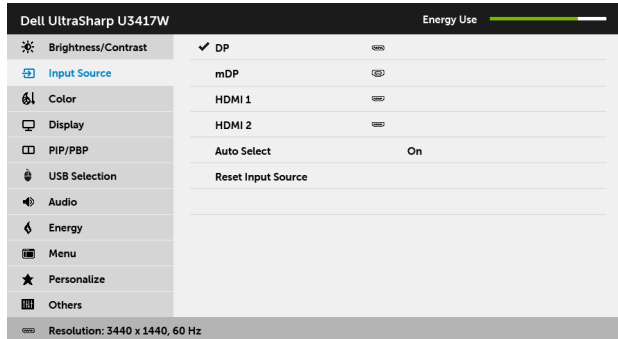 Dell UltraSharp U3417W Energy Use
Brightness/Contrast DP
Input Source mDP
Color HDMI 1
Display HDMI 2
PIP/PBP Auto Select On
USB Selection Reset Input Source
Audio
Energy
Menu
Personalize
Others
Resolution: 3440 x 1440, 60 Hz